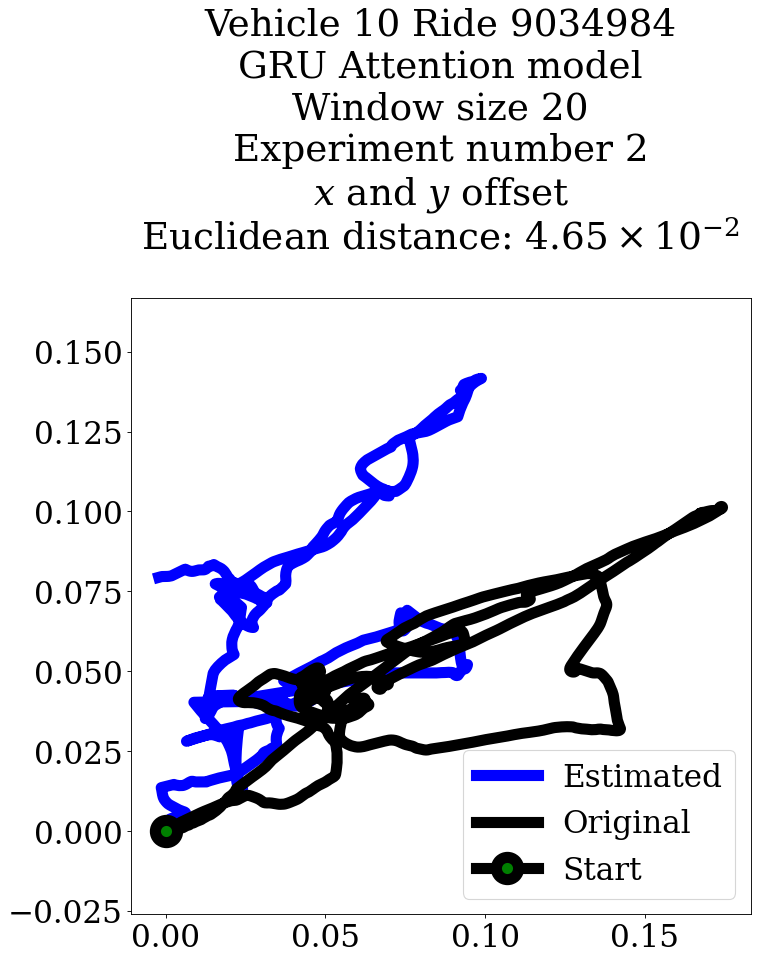 Vehicle 10 Ride 9034984
GRU Attention model
Window size 20
Experiment number 2
x and y offset
Euclidean distance: 4.65 × 10⁻²
0.150
0.125
0.100
0.075
0.050
0.025
0.000
−0.025
0.00 0.05 0.10 0.15
Estimated
Original
Start